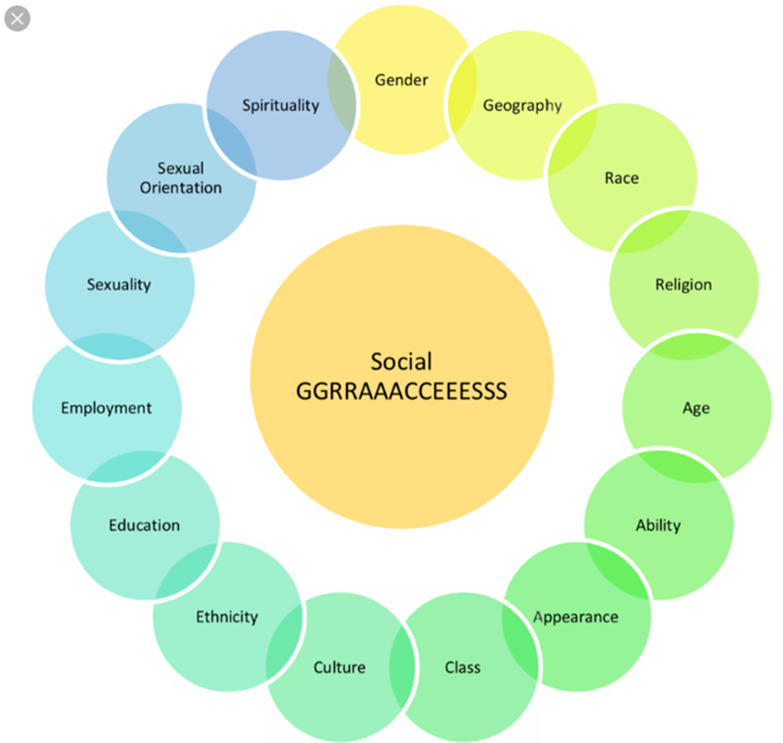 Gender
Geography
Race
Religion
Age
Ability
Appearance
Class
Culture
Ethnicity
Education
Employment
Sexuality
Sexual
Orientation
Spirituality
Social
GGRRAAACCEEESSS